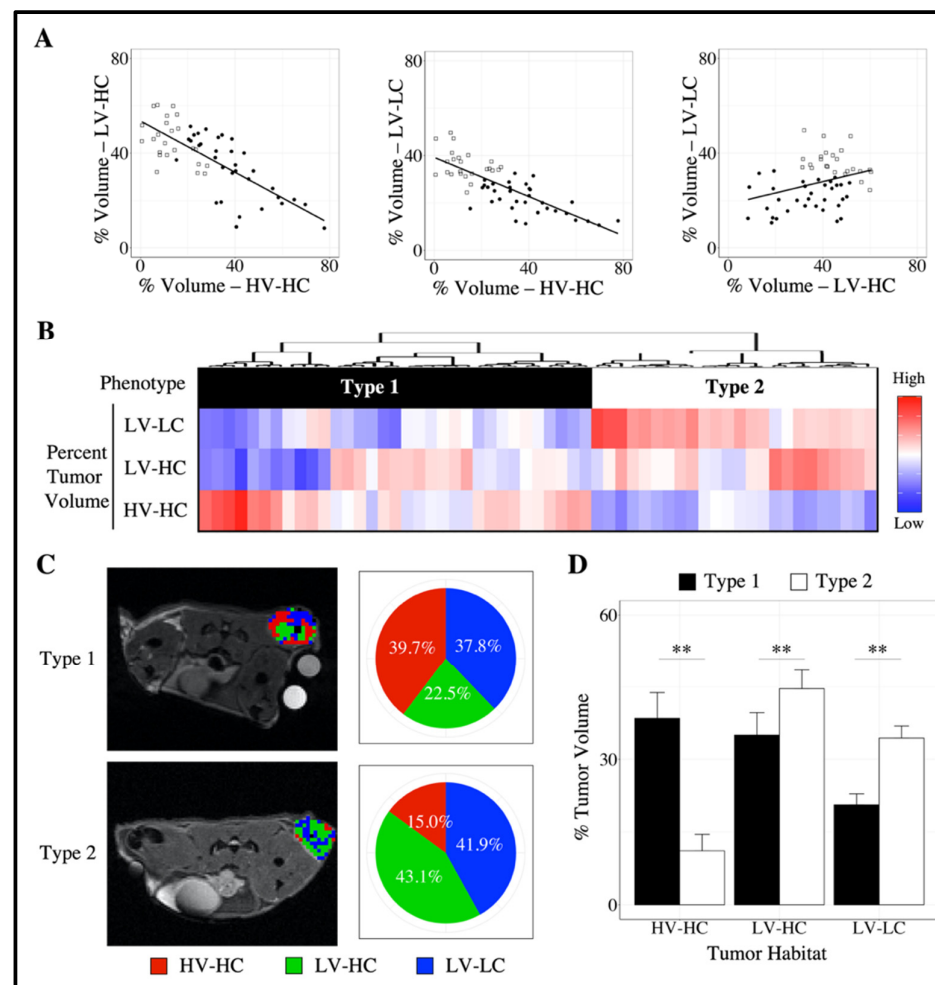 A
% Volume – LV-HC
80
40
0
0 40 80
% Volume – HV-HC
% Volume – LV-LC
80
40
0
0 40 80
% Volume – HV-HC
% Volume – LV-LC
80
40
0
0 40 80
% Volume – LV-HC
B
Phenotype
Type 1
Type 2
High
Low
Percent
Tumor
Volume
LV-LC
LV-HC
HV-HC
C
Type 1
39.7%
37.8%
22.5%
Type 2
15.0%
41.9%
43.1%
HV-HC
LV-HC
LV-LC
D
Type 1
Type 2
% Tumor Volume
60
30
0
** ** **
HV-HC LV-HC LV-LC
Tumor Habitat